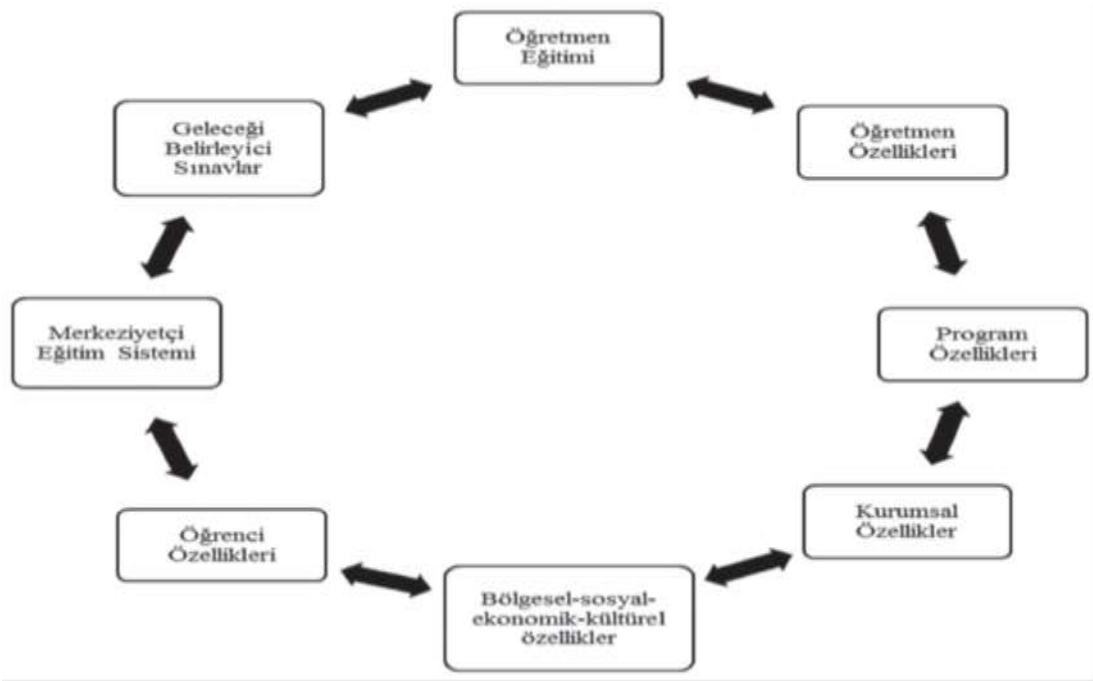 Öğretmen
Eğitimi
Geleceği
Belirleyici
Sınavlar
Öğretmen
Özellikleri
Merkeziyetçi
Eğitim Sistemi
Program
Özellikleri
Öğrenci
Özellikleri
Kurumsal
Özellikler
Bölgesel-sosyal-
ekonomik-kültürel
özellikler